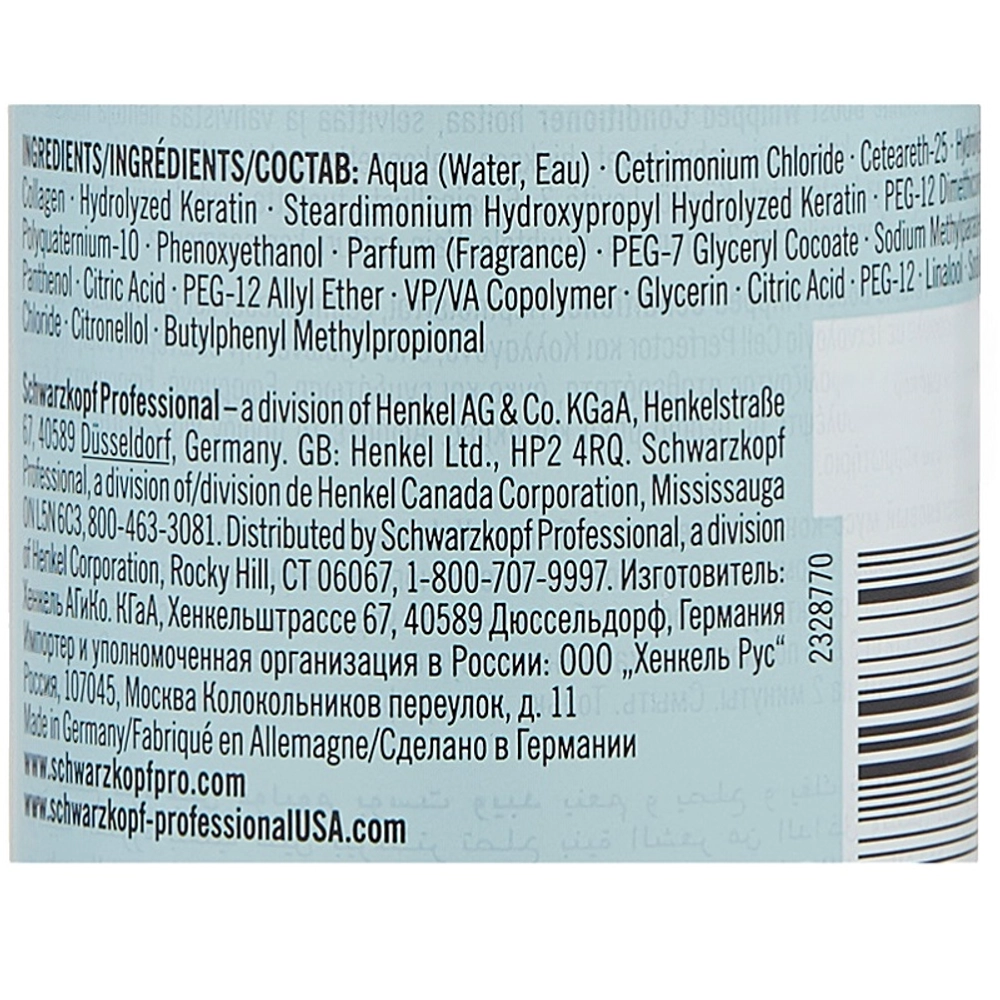 INGREDIENTS/INGRÉDIENTS/СОСТАВ: Aqua (Water, Eau) · Cetrimonium Chloride · Ceteareth-25 ·
Collagen · Hydrolyzed Keratin · Steardimonium Hydroxypropyl Hydrolyzed Keratin · PEG-12
Polyquaternium-10 · Phenoxyethanol · Parfum (Fragrance) · PEG-7 Glyceryl Cocoate · Sodium
Panthenol · Citric Acid · PEG-12 Allyl Ether · VP/VA Copolymer · Glycerin · Citric Acid · PEG-12 · Linalool ·
Chloride · Citronellol · Butylphenyl Methylpropional
Schwarzkopf Professional – a division of Henkel AG & Co. KGaA, Henkelstraße
67, 40589 Düsseldorf, Germany. GB: Henkel Ltd., HP2 4RQ. Schwarzkopf
Professional, a division of/division de Henkel Canada Corporation, Mississauga
ON L5N 6C3, 800-463-3081. Distributed by Schwarzkopf Professional, a division
of Henkel Corporation, Rocky Hill, CT 06067, 1-800-707-9997. Изготовитель:
Хенкель АГиКо. КГаА, Хенкельштрассе 67, 40589 Дюссельдорф, Германия
Импортер и уполномоченная организация в России: ООО „Хенкель Рус“
Россия, 107045, Москва Колокольников переулок, д. 11
Made in Germany/Fabriqué en Allemagne/Сделано в Германии
www.schwarzkopfpro.com
www.schwarzkopf-professionalUSA.com
2328770